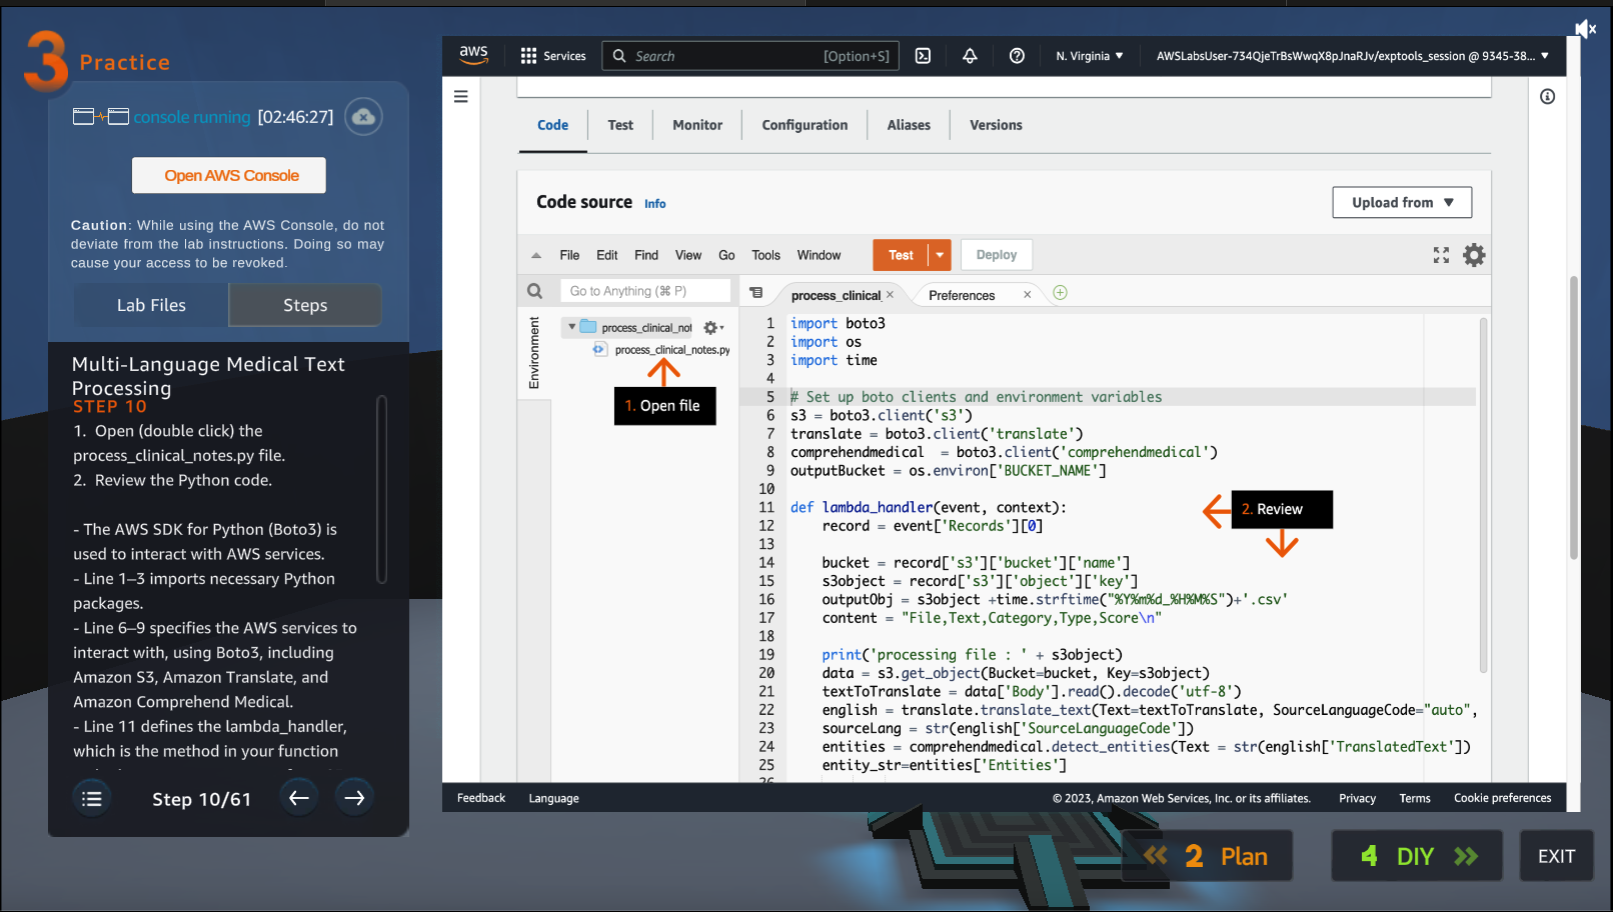 3 Practice
console running [02:46:27]
Open AWS Console
Caution: While using the AWS Console, do not
deviate from the lab instructions. Doing so may
cause your access to be revoked.
Lab Files
Steps
Multi-Language Medical Text
Processing
STEP 10
1. Open (double click) the
process_clinical_notes.py file.
2. Review the Python code.
- The AWS SDK for Python (Boto3) is
used to interact with AWS services.
- Line 1–3 imports necessary Python
packages.
- Line 6–9 specifies the AWS services to
interact with, using Boto3, including
Amazon S3, Amazon Translate, and
Amazon Comprehend Medical.
- Line 11 defines the lambda_handler,
which is the method in your function
Step 10/61
aws
Services
Search [Option+S]
N. Virginia
AWSLabsUser-734QjeTrBsWwqX8pJnaRJv/exptools_session @ 9345-38...
Code
Test
Monitor
Configuration
Aliases
Versions
Code source Info
Upload from
File Edit Find View Go Tools Window
Test
Deploy
Go to Anything (⌘ P)
Environment
process_clinical_not
process_clinical_notes.py
1. Open file
process_clinical_
Preferences
1 import boto3
2 import os
3 import time
4
5 # Set up boto clients and environment variables
6 s3 = boto3.client('s3')
7 translate = boto3.client('translate')
8 comprehendmedical  = boto3.client('comprehendmedical')
9 outputBucket = os.environ['BUCKET_NAME']
10
11 def lambda_handler(event, context):
12     record = event['Records'][0]
13
14     bucket = record['s3']['bucket']['name']
15     s3object = record['s3']['object']['key']
16     outputObj = s3object +time.strftime("%Y%m%d_%H%M%S")+'.csv'
17     content = "File,Text,Category,Type,Score\n"
18
19     print('processing file : ' + s3object)
20     data = s3.get_object(Bucket=bucket, Key=s3object)
21     textToTranslate = data['Body'].read().decode('utf-8')
22     english = translate.translate_text(Text=textToTranslate, SourceLanguageCode="auto",
23     sourceLang = str(english['SourceLanguageCode'])
24     entities = comprehendmedical.detect_entities(Text = str(english['TranslatedText'])
25     entity_str=entities['Entities']
2. Review
Feedback
Language
© 2023, Amazon Web Services, Inc. or its affiliates.
Privacy
Terms
Cookie preferences
2 Plan
4 DIY
EXIT